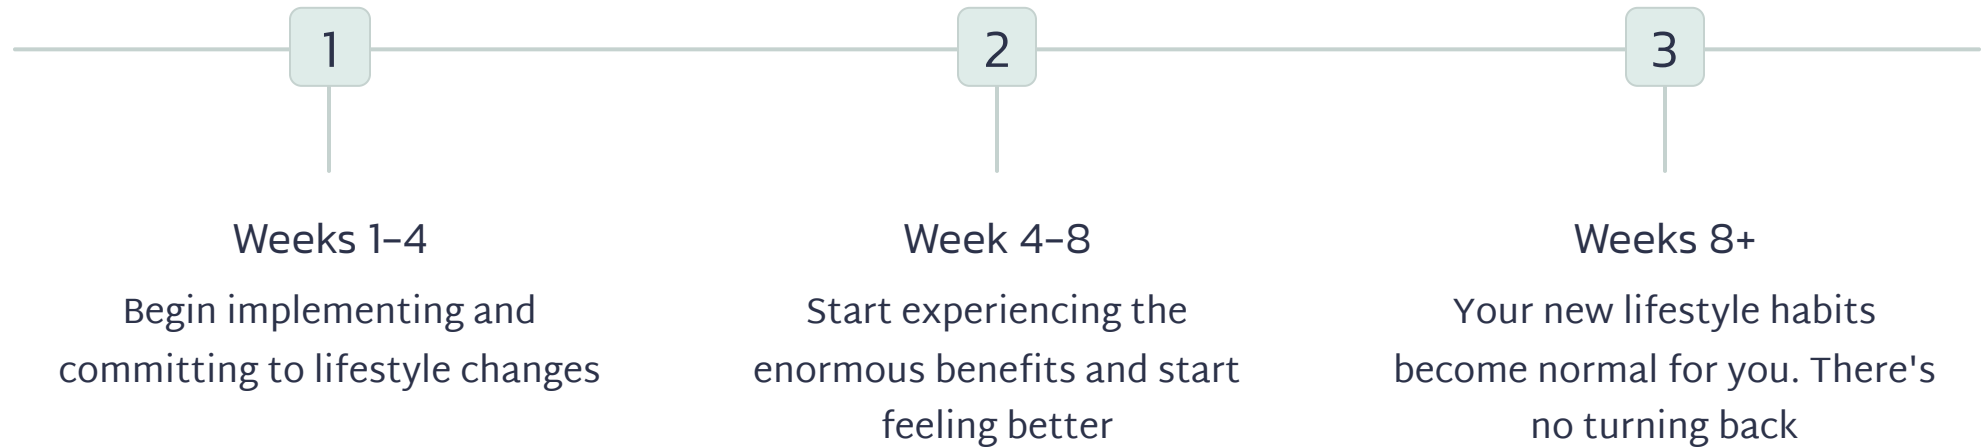 1
2
3
Weeks 1–4
Begin implementing and
committing to lifestyle changes
Week 4–8
Start experiencing the
enormous benefits and start
feeling better
Weeks 8+
Your new lifestyle habits
become normal for you. There's
no turning back